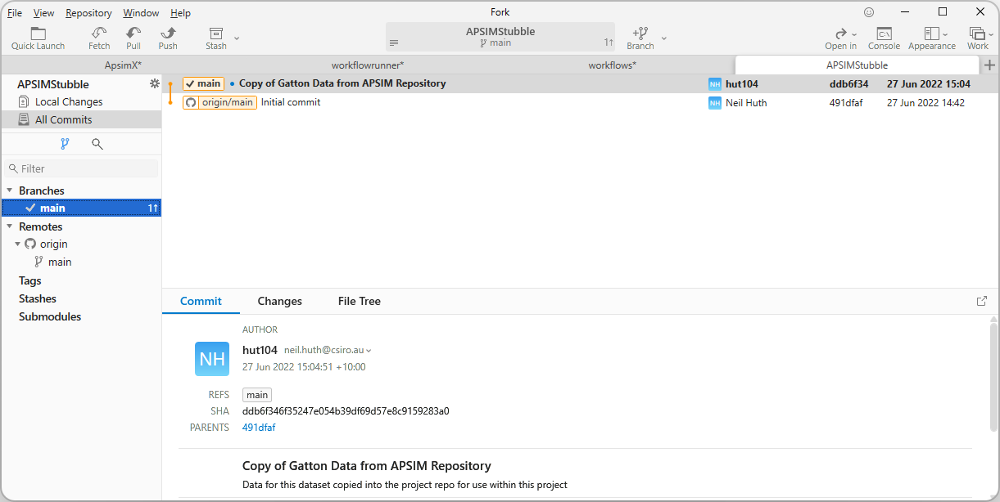 File View Repository Window Help
Fork
Quick Launch Fetch Pull Push Stash
APSIMStubble
main 1↑
Branch Open in Console Appearance Work
C:\
ApsimX* workflowrunner* workflows* APSIMStubble
APSIMStubble
Local Changes
All Commits
Filter
Branches
main 1↑
Remotes
origin
main
Tags
Stashes
Submodules
main Copy of Gatton Data from APSIM Repository NH hut104 ddb6f34 27 Jun 2022 15:04
origin/main Initial commit NH Neil Huth 491dfaf 27 Jun 2022 14:42
Commit Changes File Tree
AUTHOR
NH
hut104 neil.huth@csiro.au
27 Jun 2022 15:04:51 +10:00
REFS main
SHA ddb6f346f35247e054b39df69d57e8c9159283a0
PARENTS 491dfaf
Copy of Gatton Data from APSIM Repository
Data for this dataset copied into the project repo for use within this project